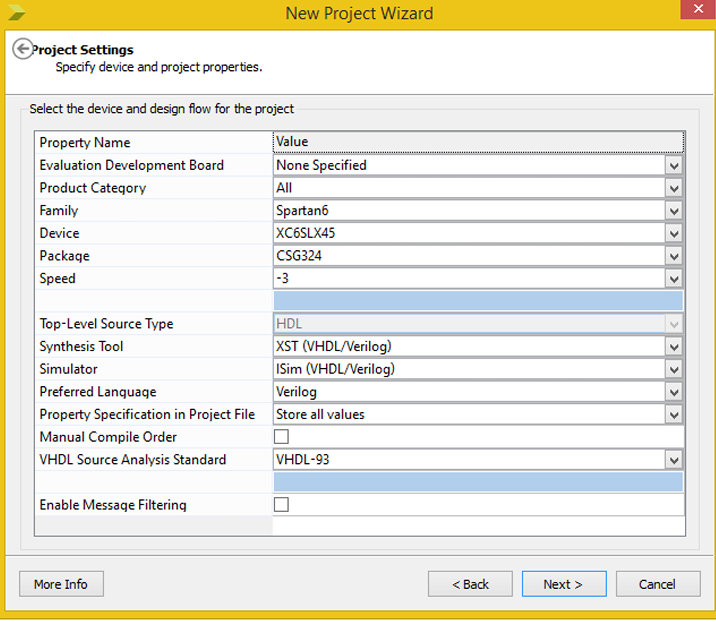 New Project Wizard
Project Settings
Specify device and project properties.
Select the device and design flow for the project
Property Name Value
Evaluation Development Board None Specified
Product Category All
Family Spartan6
Device XC6SLX45
Package CSG324
Speed -3
Top-Level Source Type HDL
Synthesis Tool XST (VHDL/Verilog)
Simulator ISim (VHDL/Verilog)
Preferred Language Verilog
Property Specification in Project File Store all values
Manual Compile Order
VHDL Source Analysis Standard VHDL-93
Enable Message Filtering
More Info < Back Next > Cancel